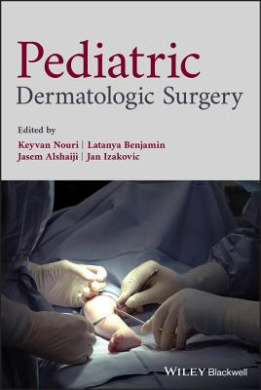 Pediatric
Dermatologic Surgery
Edited by
Keyvan Nouri | Latanya Benjamin
Jasem Alshaiji | Jan Izakovic
WILEY Blackwell